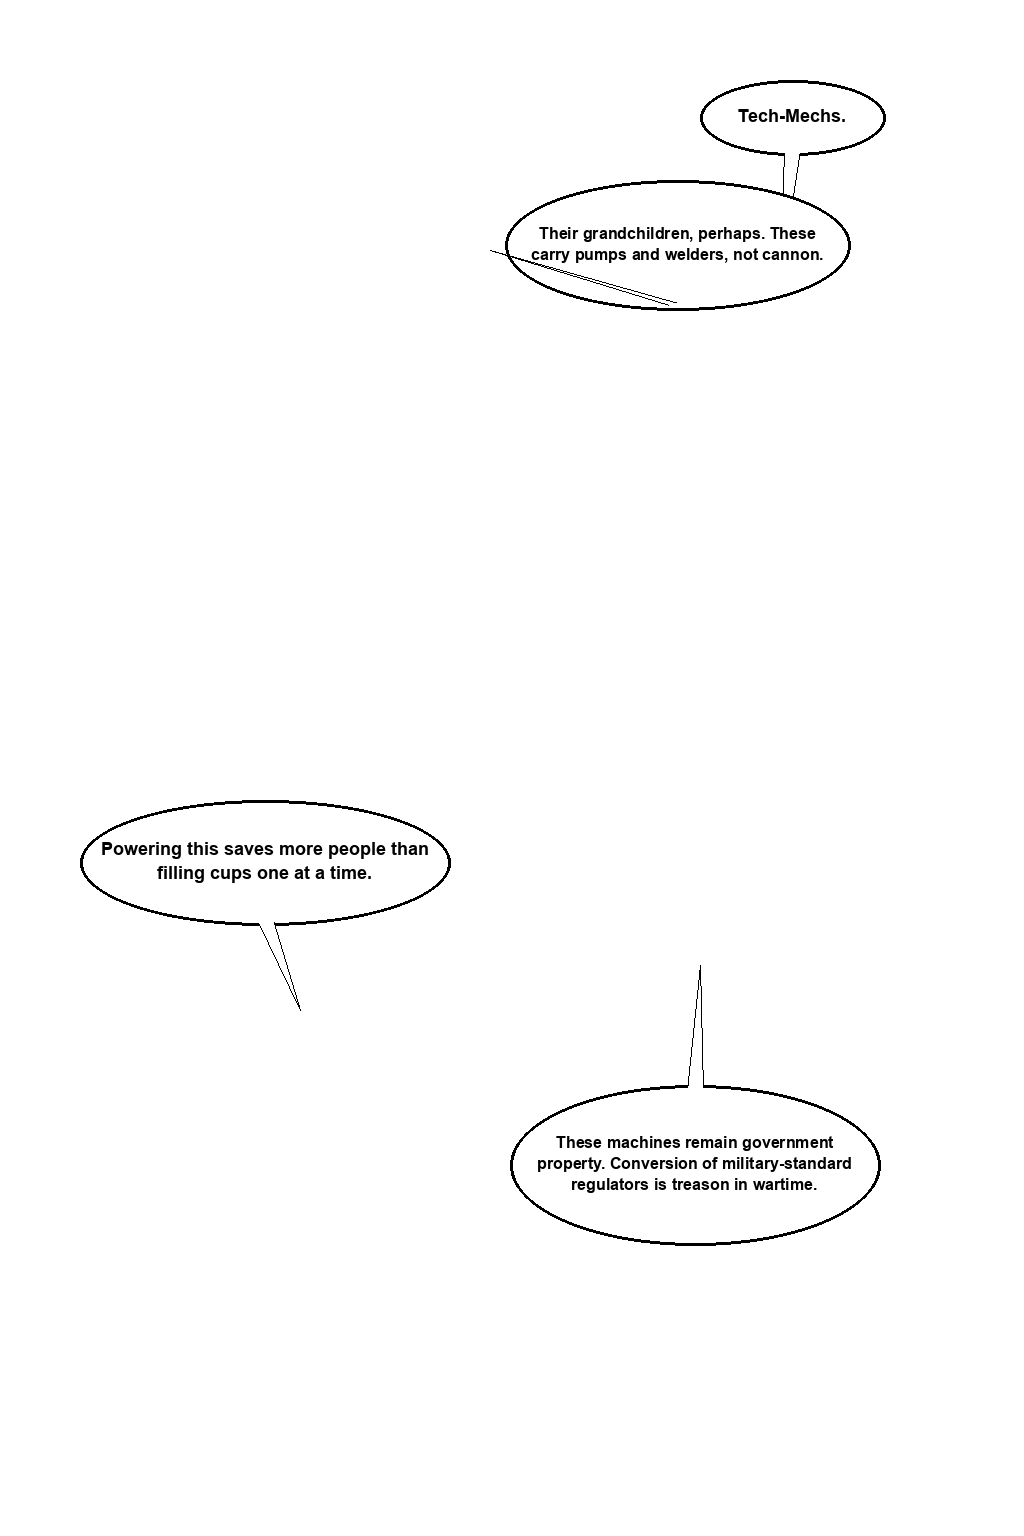 Tech-Mechs.
Their grandchildren, perhaps. These
carry pumps and welders, not cannon.
Powering this saves more people than
filling cups one at a time.
These machines remain government
property. Conversion of military-standard
regulators is treason in wartime.